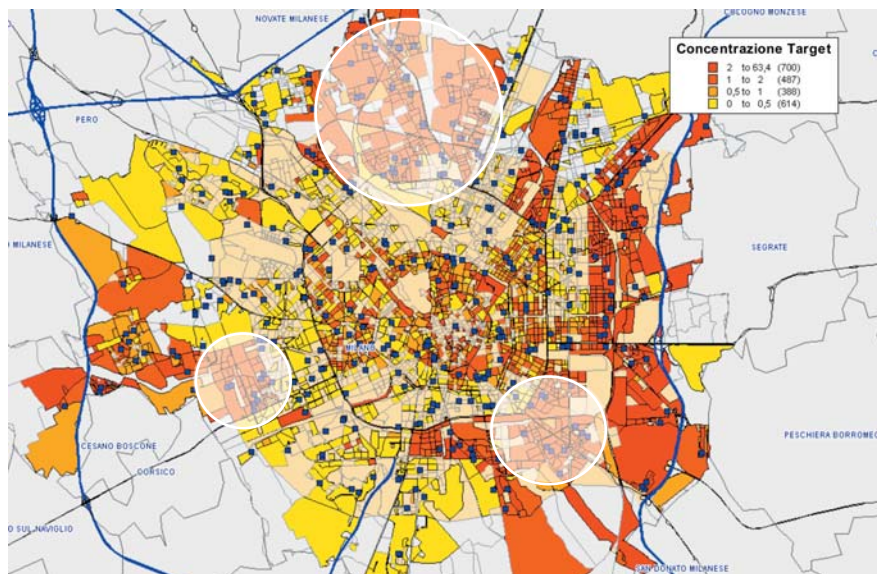 NOVATE MILANESE
COLOGNO MONZESE
Concentrazione Target
2 to 63,4 (700)
1 to 2 (487)
0,5 to 1 (388)
0 to 0,5 (614)
PERO
MILANESE
SEGRATE
MILANO
CESANO BOSCONE
CORSICO
PESCHIERA BORROMEO
SUL NAVIGLIO
SAN DONATO MILANESE